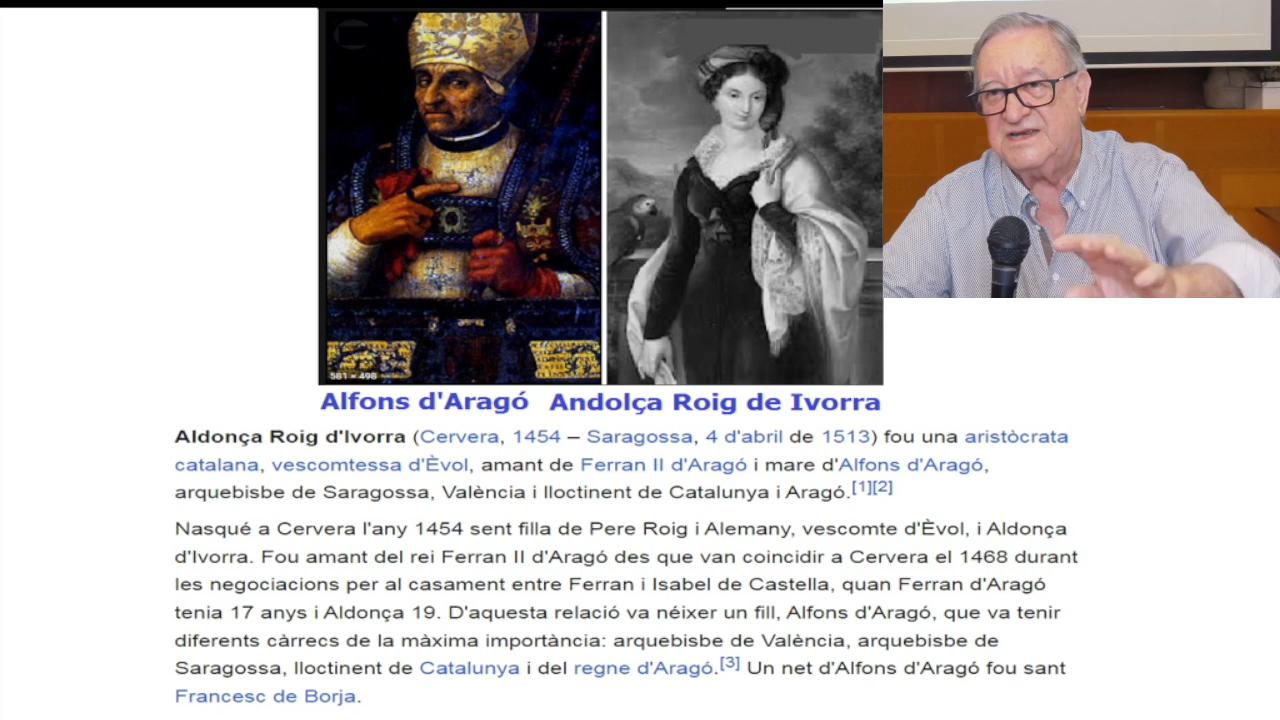 581 × 498
Alfons d'Aragó Andolça Roig de Ivorra
Aldonça Roig d'Ivorra (Cervera, 1454 – Saragossa, 4 d'abril de 1513) fou una aristòcrata
catalana, vescomtessa d'Èvol, amant de Ferran II d'Aragó i mare d'Alfons d'Aragó,
arquebisbe de Saragossa, València i lloctinent de Catalunya i Aragó.[1][2]
Nasqué a Cervera l'any 1454 sent filla de Pere Roig i Alemany, vescomte d'Èvol, i Aldonça
d'Ivorra. Fou amant del rei Ferran II d'Aragó des que van coincidir a Cervera el 1468 durant
les negociacions per al casament entre Ferran i Isabel de Castella, quan Ferran d'Aragó
tenia 17 anys i Aldonça 19. D'aquesta relació va néixer un fill, Alfons d'Aragó, que va tenir
diferents càrrecs de la màxima importància: arquebisbe de València, arquebisbe de
Saragossa, lloctinent de Catalunya i del regne d'Aragó.[3] Un net d'Alfons d'Aragó fou sant
Francesc de Borja.